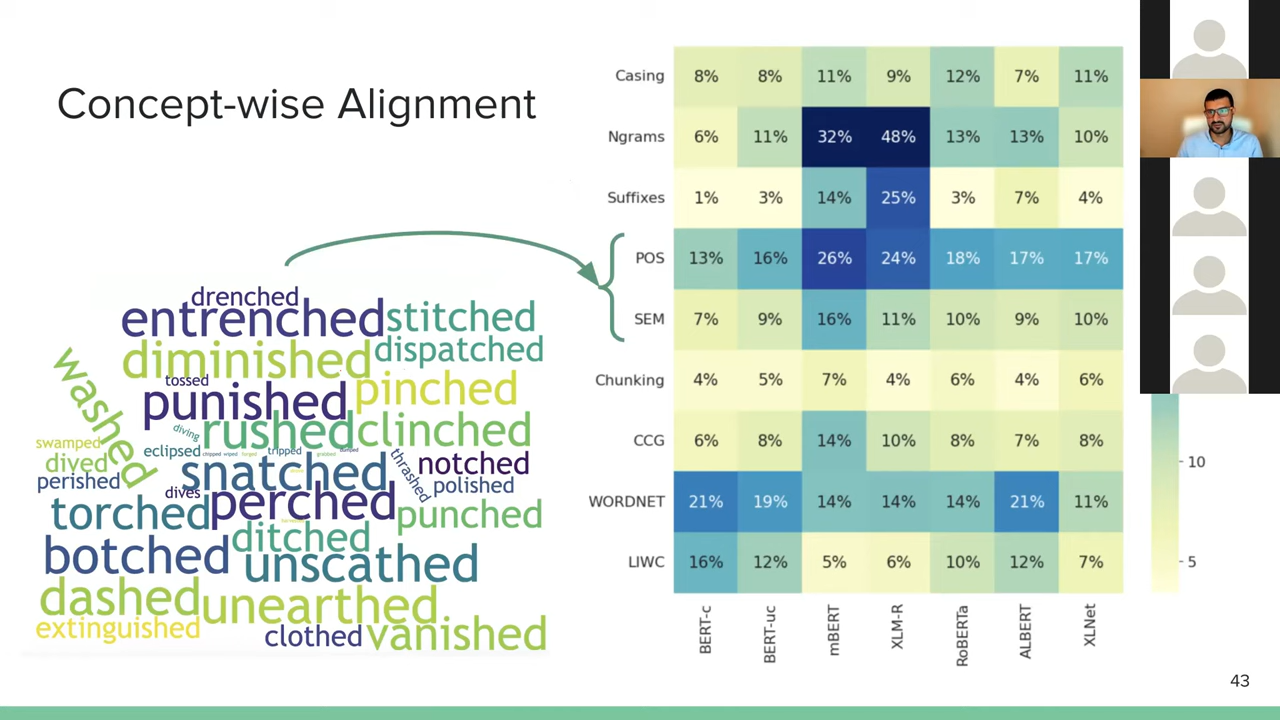 Concept-wise Alignment
drenched
entrenched stitched
diminished dispatched
washed
tossed
punished pinched
diving
rushed clinched
swamped
eclipsed chipped wiped tripped
dived snatched thrashed notched
perished dives perched polished
torched punched
ditched
botched unscathed
dashed unearthed
extinguished clothed vanished
Casing 8% 8% 11% 9% 12% 7% 11%
Ngrams 6% 11% 32% 48% 13% 13% 10%
Suffixes 1% 3% 14% 25% 3% 7% 4%
POS 13% 16% 26% 24% 18% 17% 17%
SEM 7% 9% 16% 11% 10% 9% 10%
Chunking 4% 5% 7% 4% 6% 4% 6%
CCG 6% 8% 14% 10% 8% 7% 8%
WORDNET 21% 19% 14% 14% 14% 21% 11%
LIWC 16% 12% 5% 6% 10% 12% 7%
BERT-c BERT-uc mBERT XLM-R RoBERTa ALBERT XLNet
10
5
43